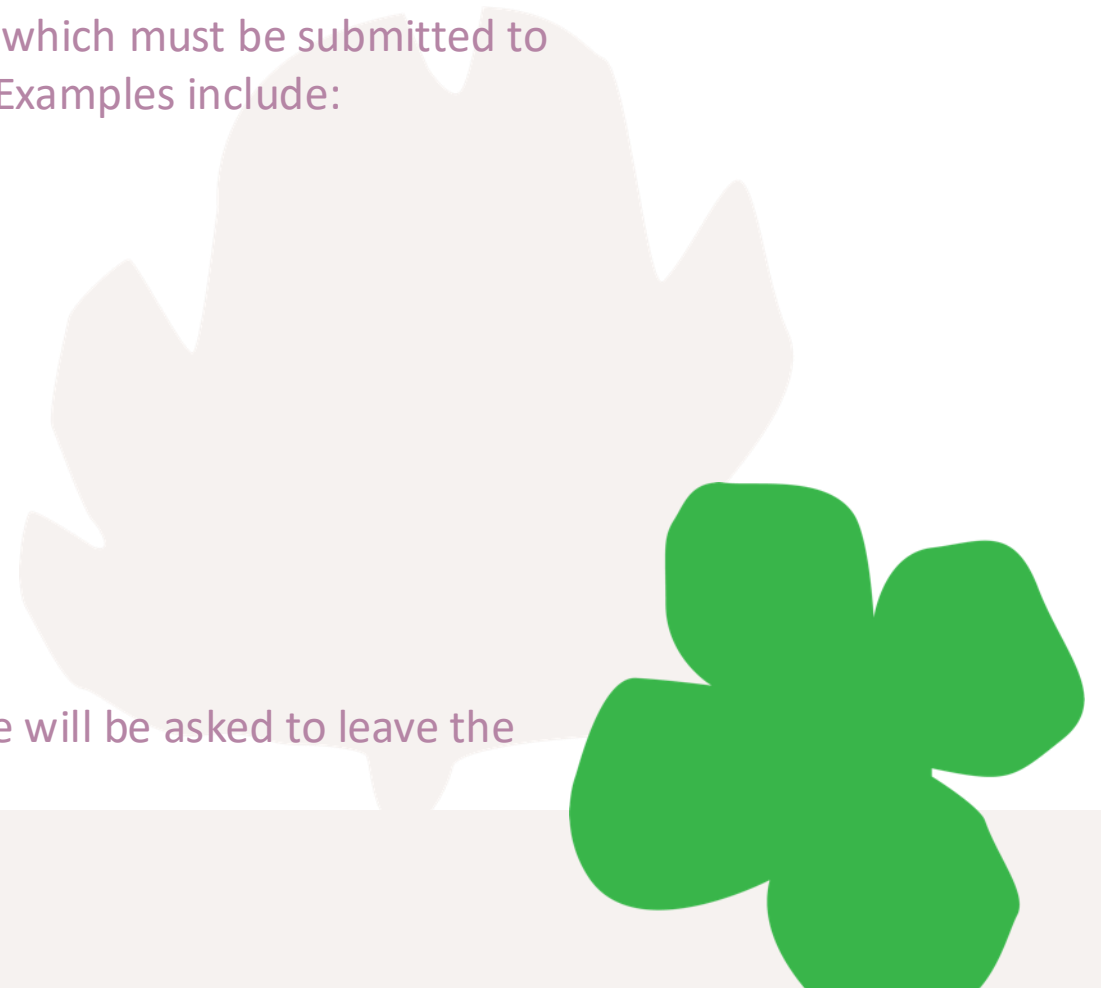 which must be submitted to
Examples include:
will be asked to leave the